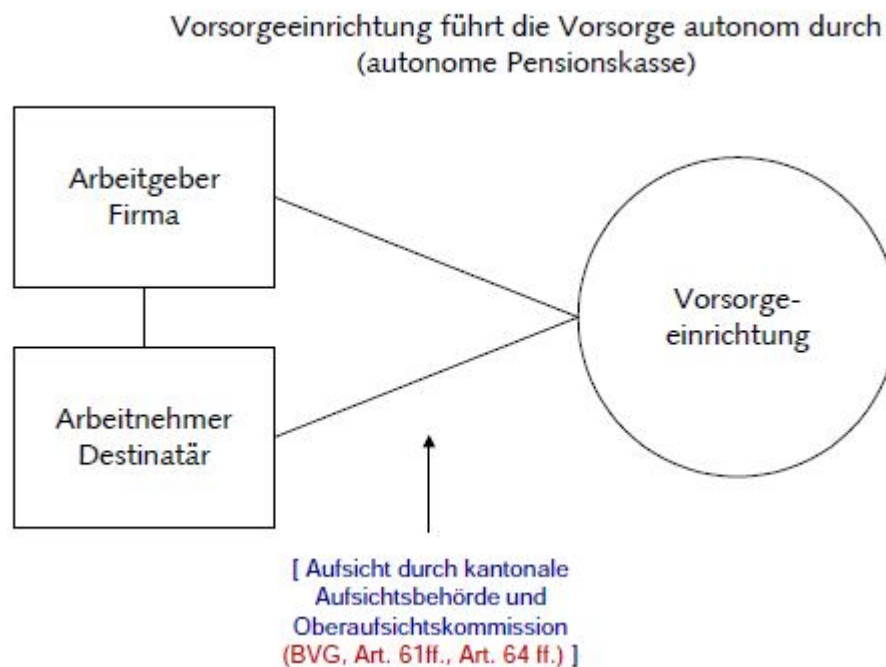 Vorsorgeeinrichtung führt die Vorsorge autonom durch
(autonome Pensionskasse)
Arbeitgeber
Firma
Vorsorge-
einrichtung
Arbeitnehmer
Destinatär
[ Aufsicht durch kantonale
Aufsichtsbehörde und
Oberaufsichtskommission
(BVG, Art. 61ff., Art. 64 ff.) ]